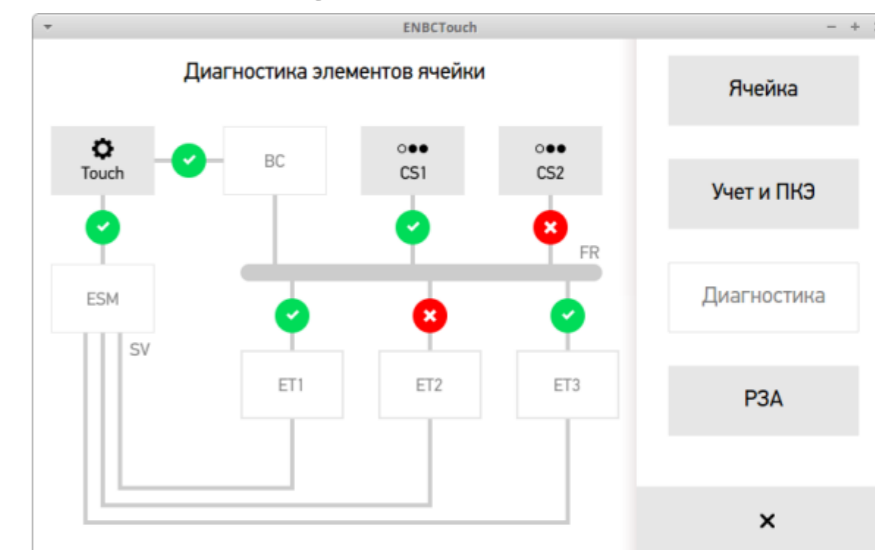 ENBCTouch
Диагностика элементов ячейки
Ячейка
Touch
BC
CS1
CS2
Учет и ПКЭ
FR
ESM
Диагностика
SV
ET1
ET2
ET3
РЗА